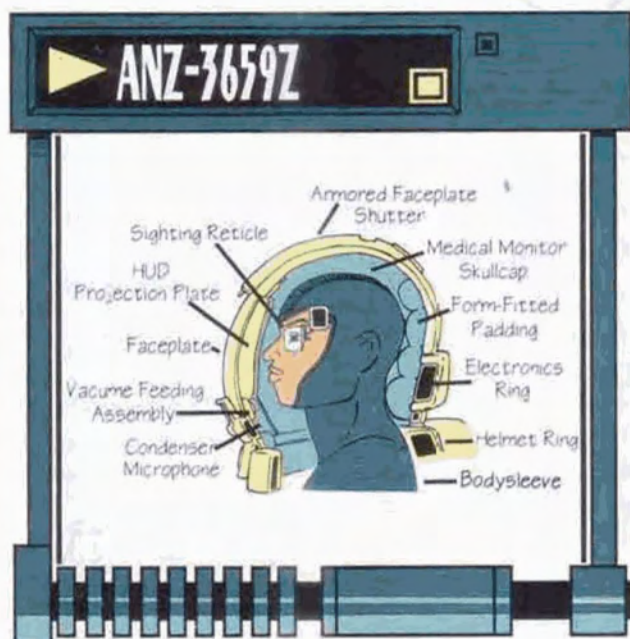 ANZ-3659Z
Armored Faceplate
Shutter
Sighting Reticle
Medical Monitor
Skullcap
HUD
Projection Plate
Form-Fitted
Padding
Faceplate
Electronics
Ring
Vacume Feeding
Assembly
Helmet Ring
Condenser
Microphone
Bodysleeve